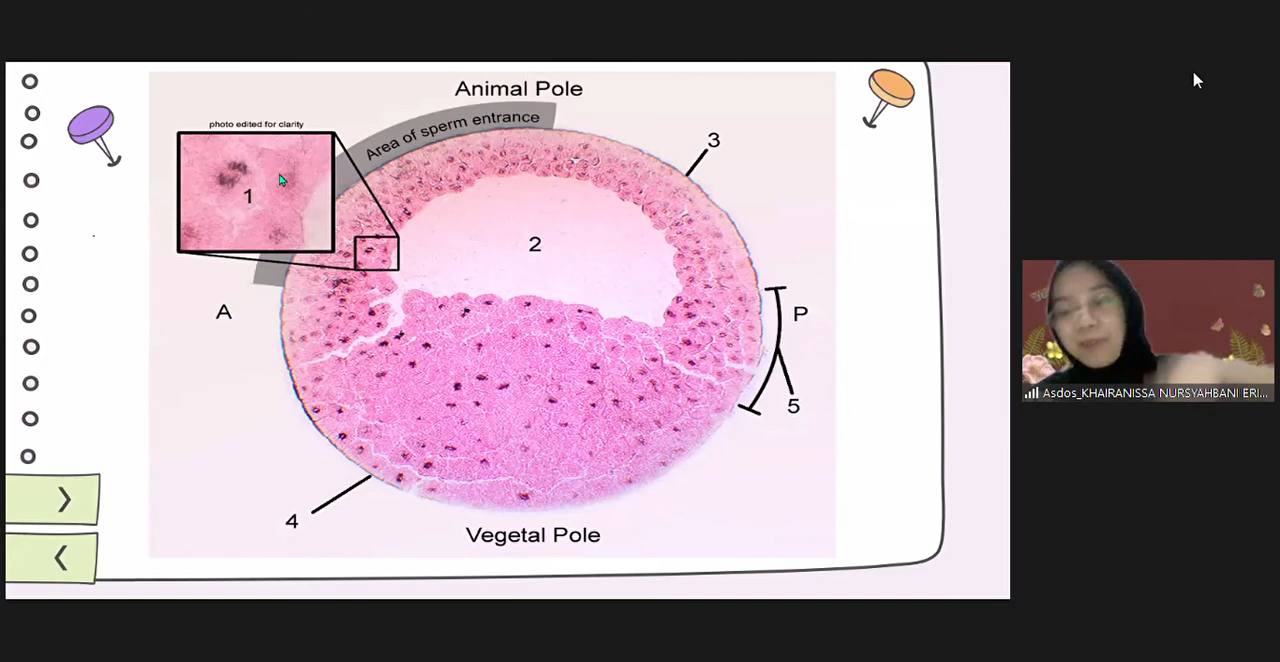 Animal Pole
photo edited for clarity
Area of sperm entrance
3
1
2
A
P
5
4
Vegetal Pole
Asdos_KHAIRANISSA NURSYAHBANI ERI...